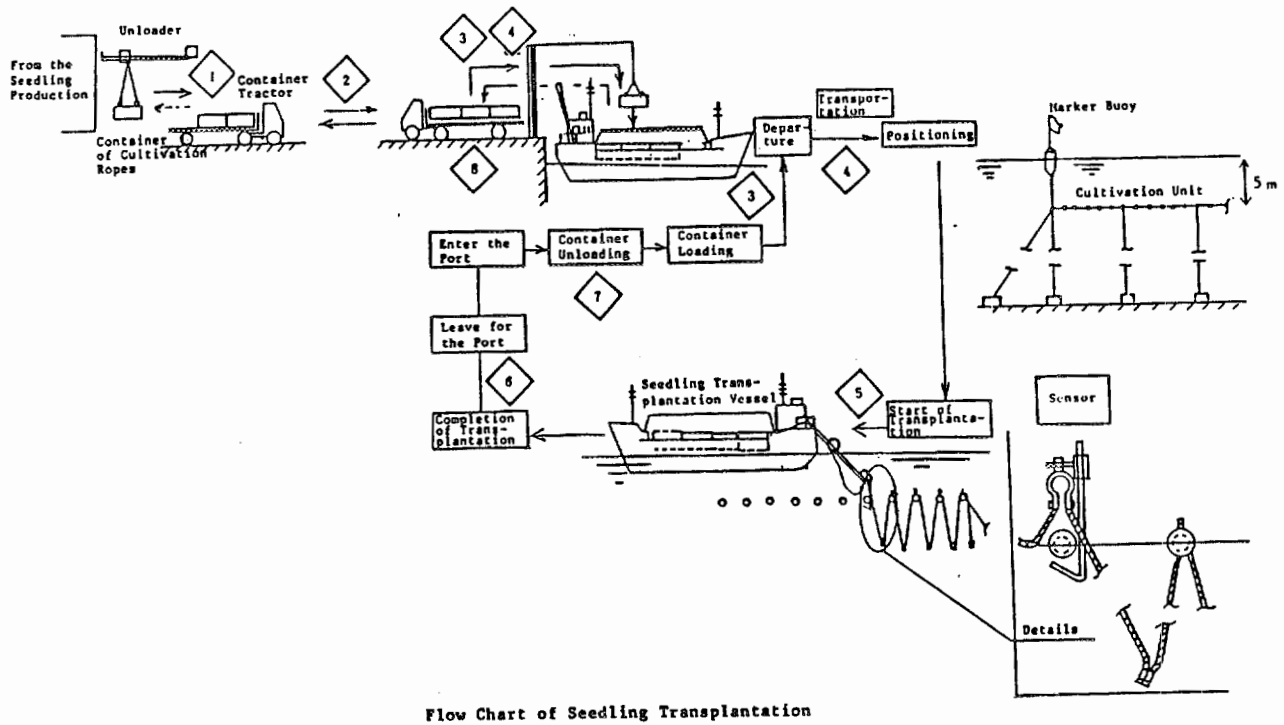 Unloader
From the
Seedling
Production
1
Container
Tractor
Container
of Cultivation
Ropes
2
3
4
8
Depar-
ture
Transpor-
tation
Positioning
4
3
Marker Buoy
5 m
Cultivation Unit
Enter the
Port
Container
Unloading
Container
Loading
7
Leave for
the Port
6
Completion
of Trans-
plantation
Seedling Trans-
plantation Vessel
5
Start of
Transplanta-
tion
Sensor
Details
Flow Chart of Seedling Transplantation